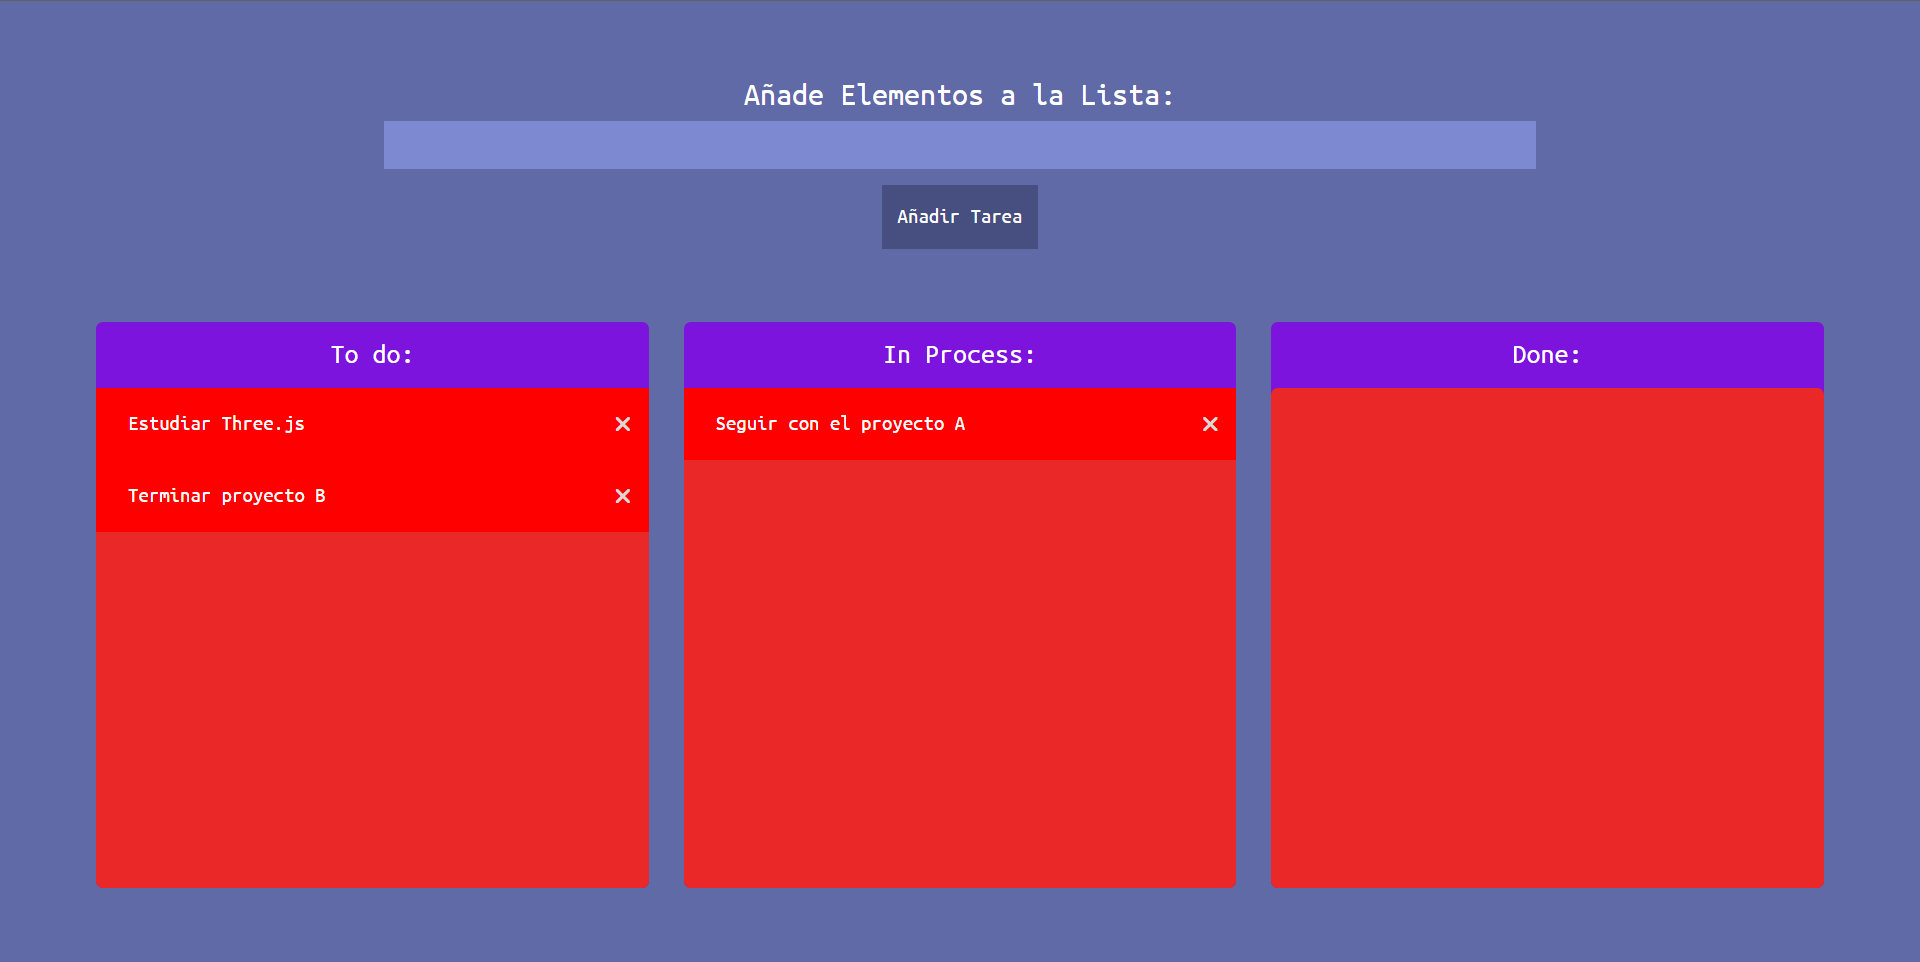 Añade Elementos a la Lista:
Añadir Tarea
To do:
Estudiar Three.js
Terminar proyecto B
In Process:
Seguir con el proyecto A
Done: